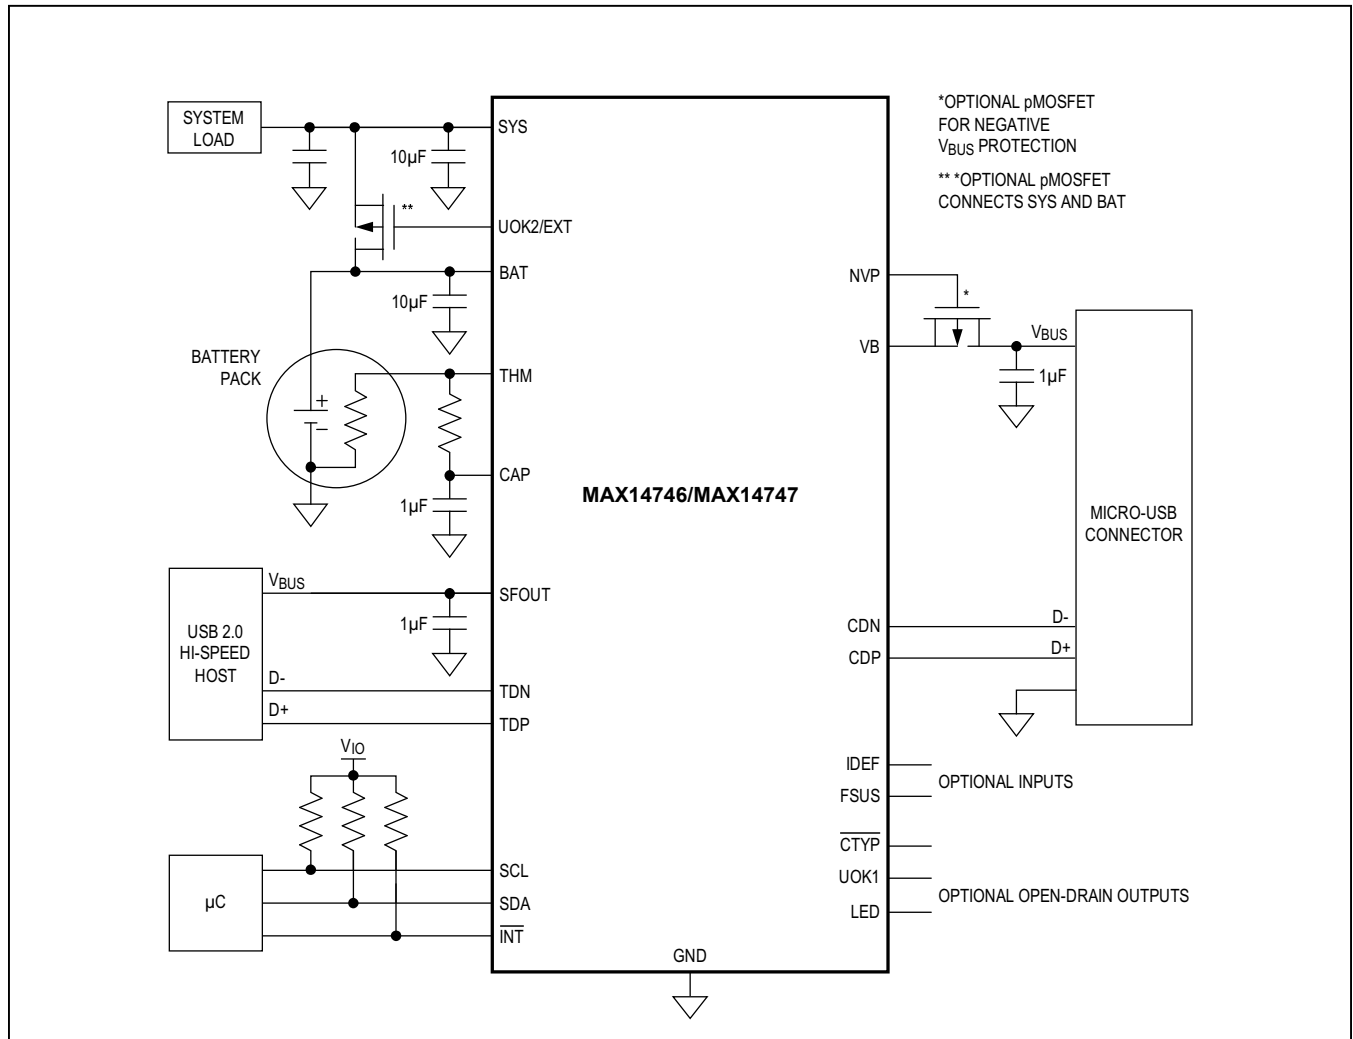 *OPTIONAL pMOSFET
FOR NEGATIVE
VBUS PROTECTION
** *OPTIONAL pMOSFET
CONNECTS SYS AND BAT
SYSTEM
LOAD
SYS
10µF
**
UOK2/EXT
BAT
10µF
BATTERY
PACK
+
−
THM
CAP
1µF
MAX14746/MAX14747
NVP
*
VB
VBUS
1µF
MICRO-USB
CONNECTOR
VBUS
SFOUT
1µF
USB 2.0
HI-SPEED
HOST
D-
TDN
D+
TDP
CDN
D-
CDP
D+
IDEF
FSUS
OPTIONAL INPUTS
CTYP
UOK1
LED
OPTIONAL OPEN-DRAIN OUTPUTS
VIO
µC
SCL
SDA
INT
GND